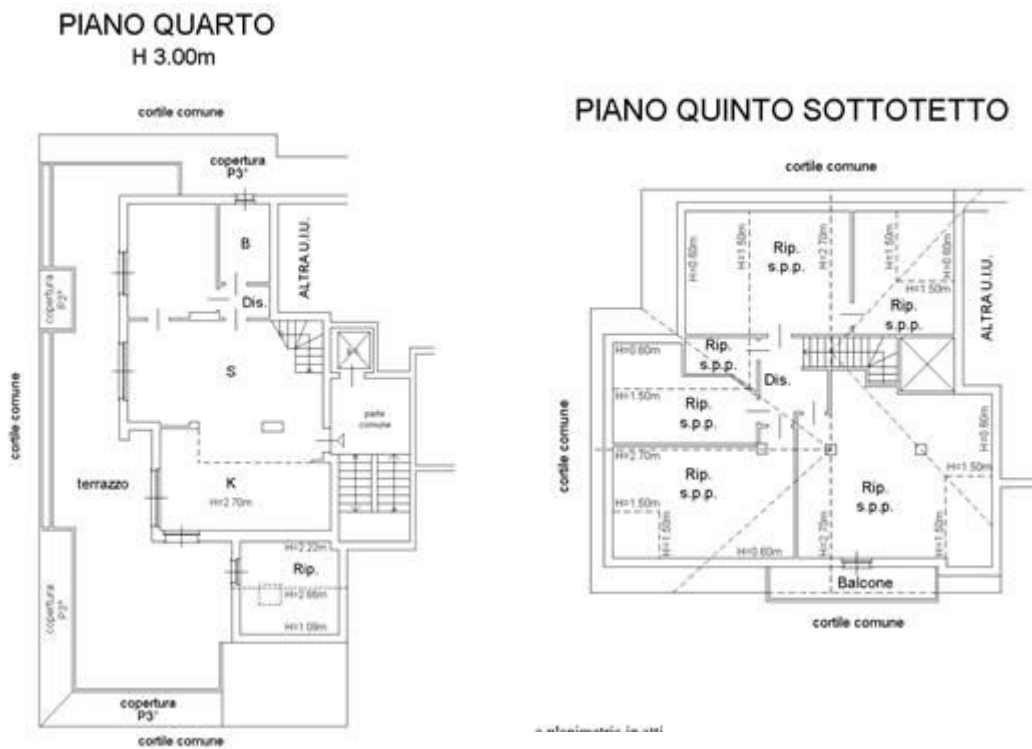 PIANO QUARTO
H 3.00m
cortile comune
copertura
P3°
B
ALTRA U.I.U.
Dis.
copertura
P3°
S
parte
comune
cortile comune
terrazzo
K
H=2.70m
H=2.22m
Rip.
H=2.66m
H=1.09m
copertura
P3°
copertura
P3°
cortile comune
PIANO QUINTO SOTTOTETTO
cortile comune
H=0.60m
H=1.50m
Rip.
s.p.p.
H=2.70m
H=1.50m
H=0.60m
H=1.50m
ALTRA U.I.U.
Rip.
s.p.p.
Rip.
s.p.p.
H=0.60m
Dis.
H=1.50m
Rip.
s.p.p.
H=0.60m
H=2.70m
H=1.50m
Rip.
s.p.p.
Rip.
s.p.p.
H=1.50m
H=1.50m
H=0.60m
H=2.70m
H=1.50m
cortile comune
Balcone
cortile comune